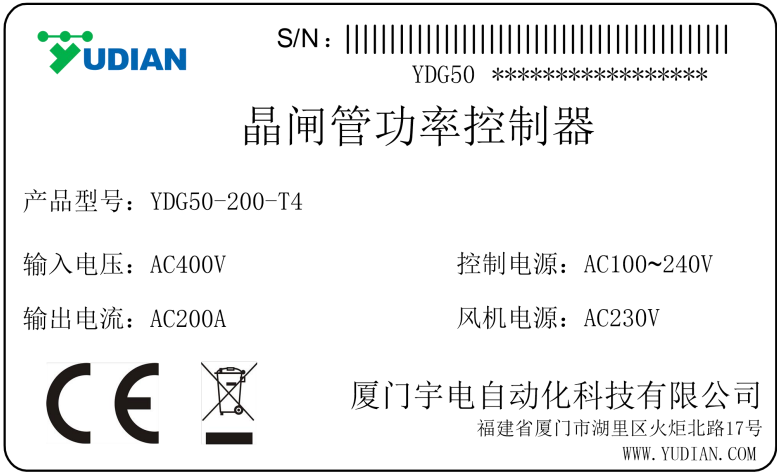 YUDIAN
S/N：
YDG50 *****************
晶闸管功率控制器
产品型号：YDG50-200-T4
输入电压：AC400V 控制电源：AC100~240V
输出电流：AC200A 风机电源：AC230V
CE
厦门宇电自动化科技有限公司
福建省厦门市湖里区火炬北路17号
WWW.YUDIAN.COM